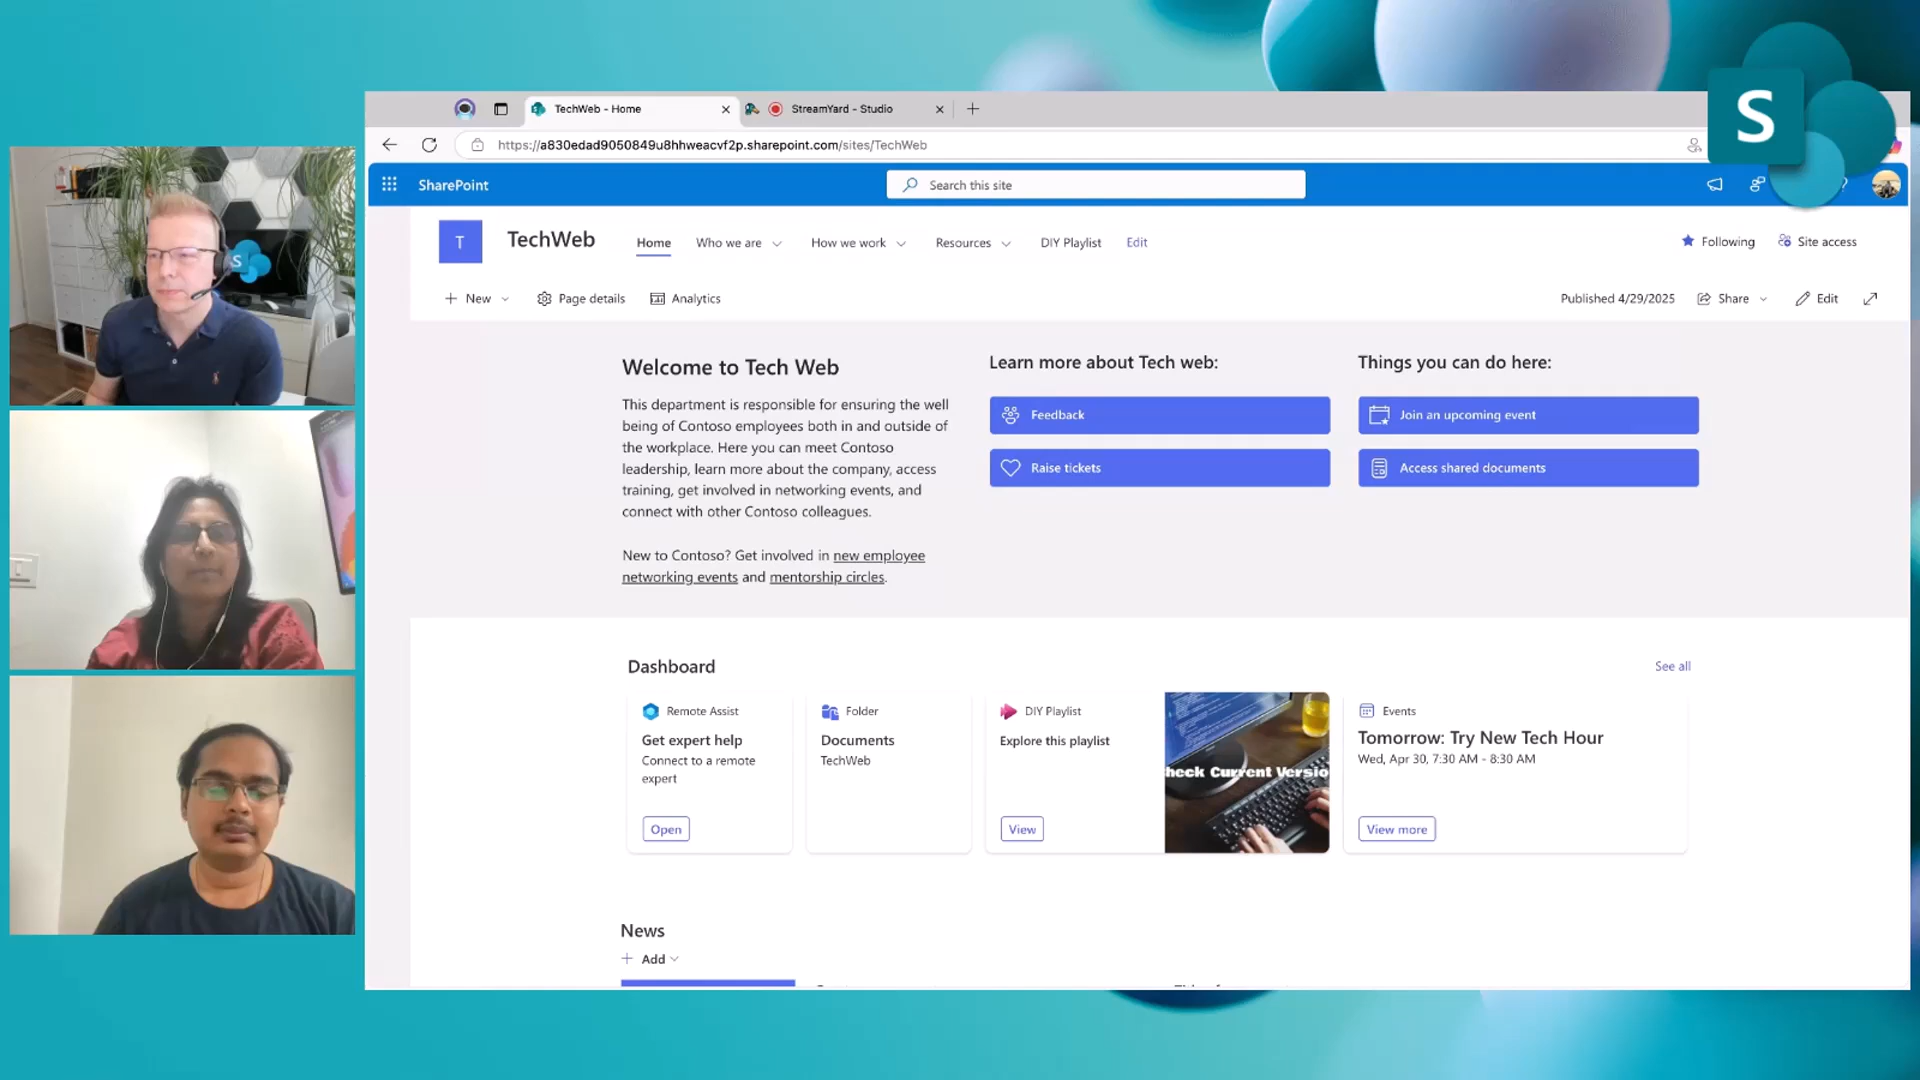 TechWeb - Home
StreamYard - Studio
https://a830edad9050849u8hhweacvf2p.sharepoint.com/sites/TechWeb
S
SharePoint
Search this site
?
T
TechWeb
Home
Who we are
How we work
Resources
DIY Playlist
Edit
Following
Site access
New
Page details
Analytics
Published 4/29/2025
Share
Edit
Welcome to Tech Web
This department is responsible for ensuring the well
being of Contoso employees both in and outside of
the workplace. Here you can meet Contoso
leadership, learn more about the company, access
training, get involved in networking events, and
connect with other Contoso colleagues.
New to Contoso? Get involved in new employee
networking events and mentorship circles.
Learn more about Tech web:
Feedback
Raise tickets
Things you can do here:
Join an upcoming event
Access shared documents
S
Dashboard
See all
Remote Assist
Get expert help
Connect to a remote
expert
Open
Folder
Documents
TechWeb
DIY Playlist
Explore this playlist
View
heck Current Versio
Events
Tomorrow: Try New Tech Hour
Wed, Apr 30, 7:30 AM - 8:30 AM
View more
News
Add